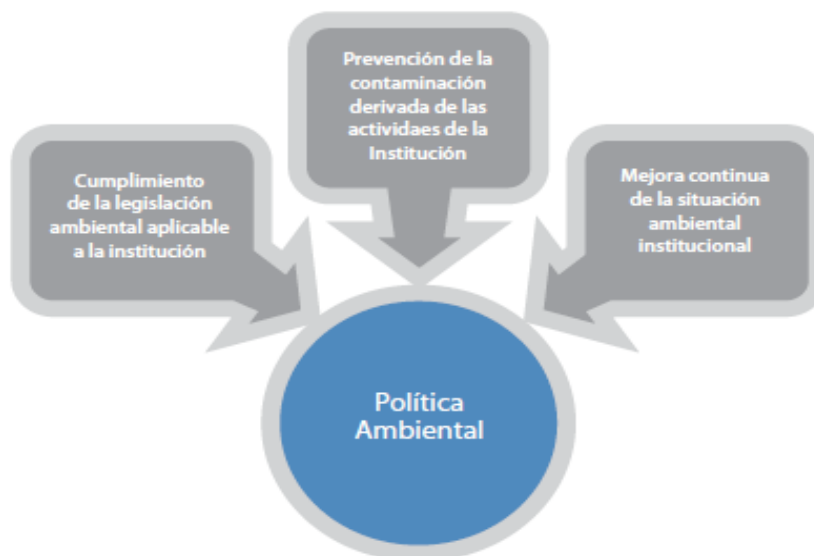 Prevención de la
contaminación
derivada de las
actividaes de la
Institución
Cumplimiento
de la legislación
ambiental aplicable
a la institución
Mejora continua
de la situación
ambiental
institucional
Política
Ambiental